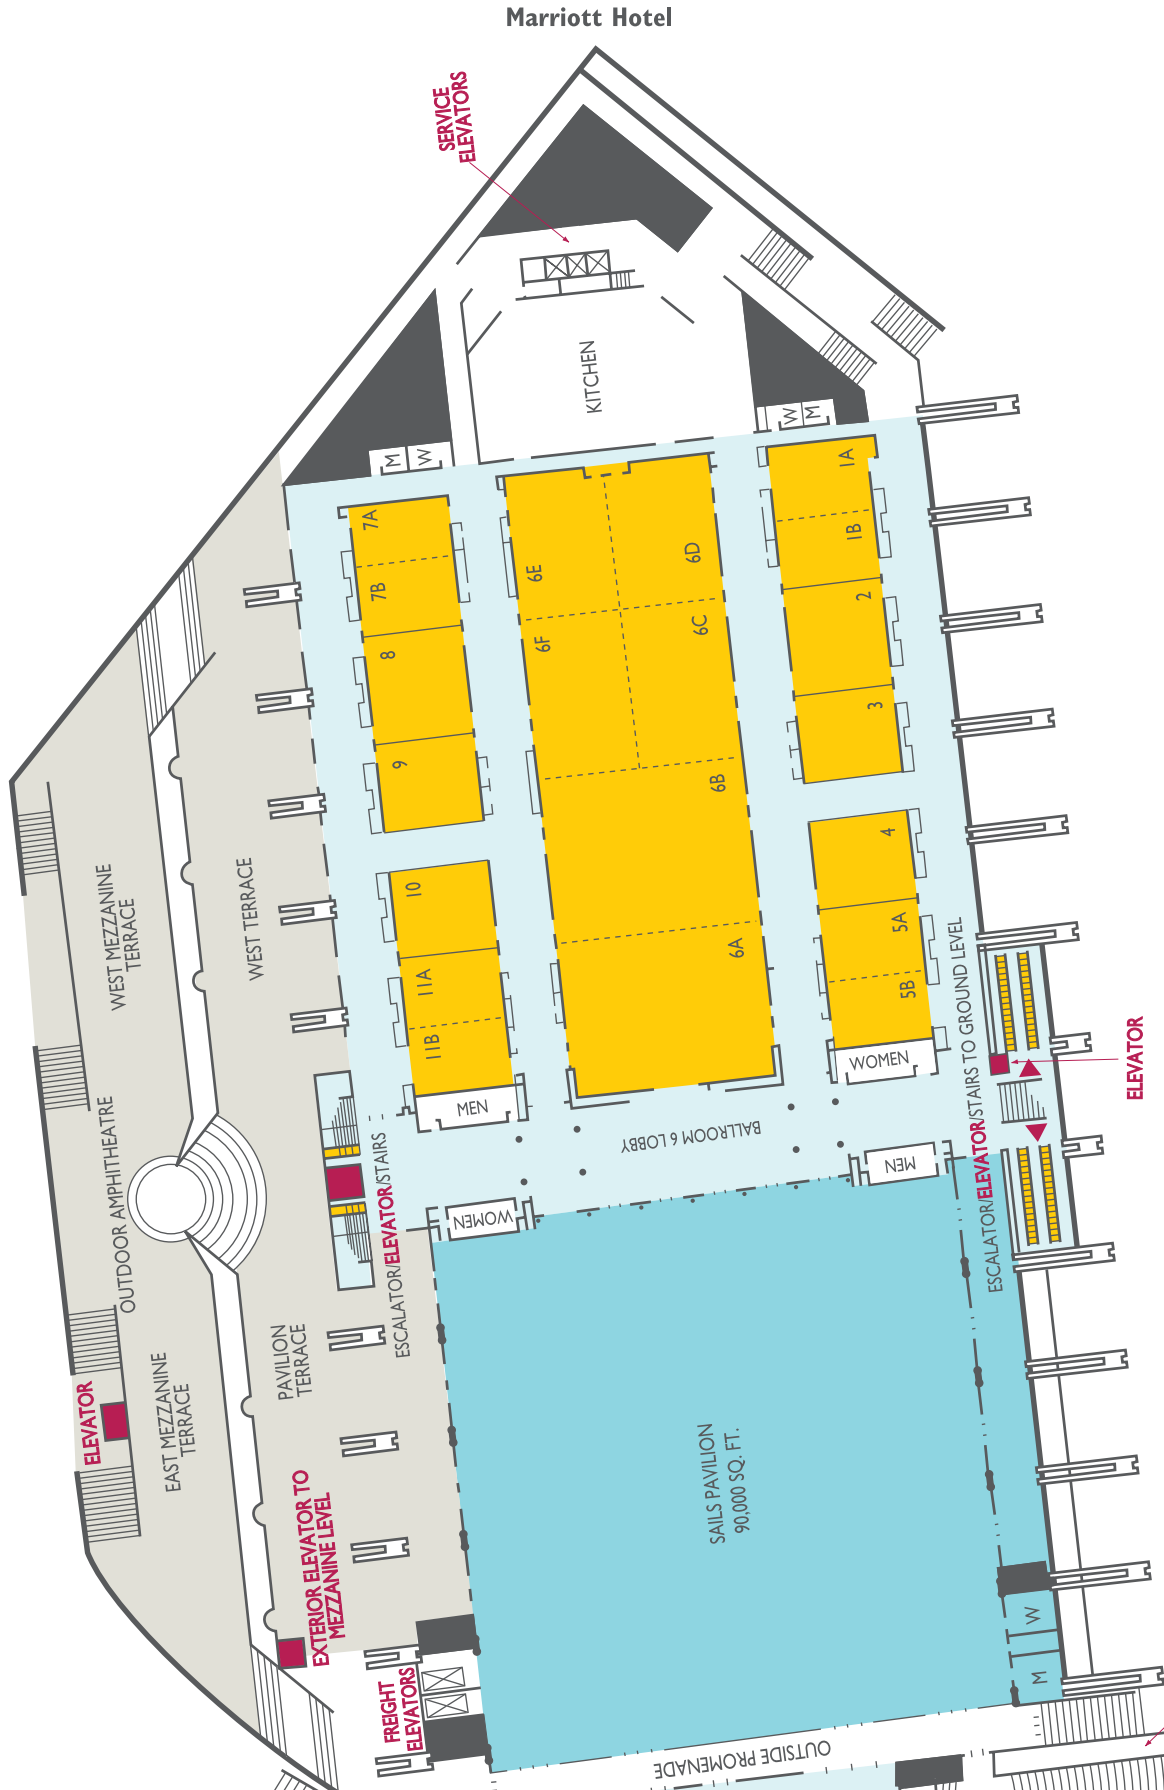 Marriott Hotel
SERVICE
ELEVATORS
KITCHEN
M
W
W
M
7A
7B
8
9
10
11A
11B
MEN
6E
6D
6F
6C
6B
6A
1A
1B
2
3
4
5A
5B
WOMEN
WEST MEZZANINE
TERRACE
WEST TERRACE
OUTDOOR AMPHITHEATRE
ESCALATOR/ELEVATOR/STAIRS
BALLROOM 6 LOBBY
ESCALATOR/ELEVATOR/STAIRS TO GROUND LEVEL
ELEVATOR
WOMEN
MEN
PAVILION
TERRACE
EAST MEZZANINE
TERRACE
ELEVATOR
EXTERIOR ELEVATOR TO
MEZZANINE LEVEL
SAILS PAVILION
90,000 SQ. FT.
W
M
FREIGHT
ELEVATORS
OUTSIDE PROMENADE